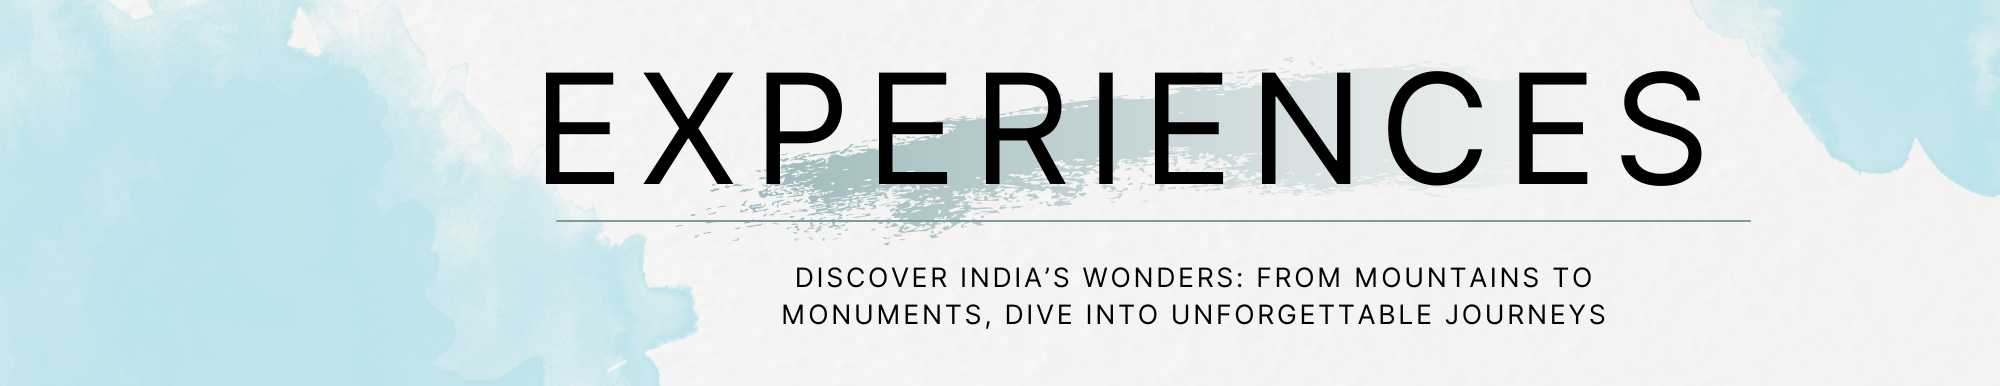 EXPERIENCES
DISCOVER INDIA’S WONDERS: FROM MOUNTAINS TO
MONUMENTS, DIVE INTO UNFORGETTABLE JOURNEYS